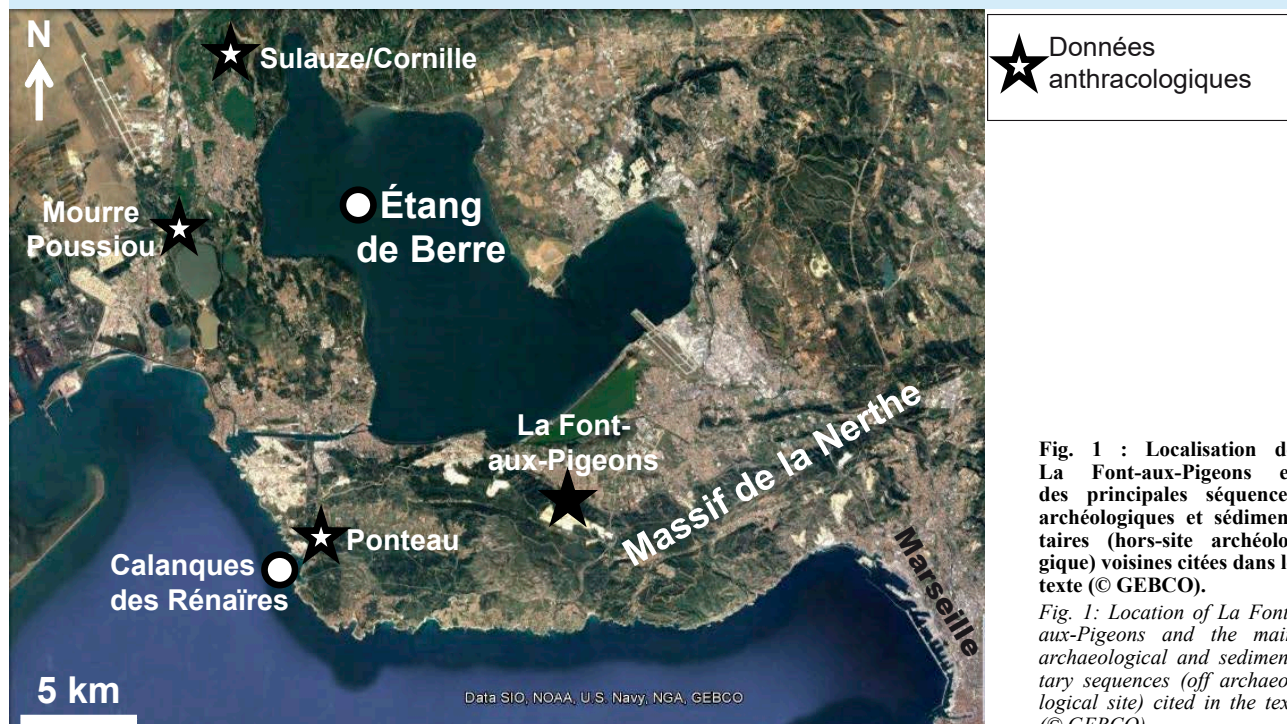 N
Sulauze/Cornille
Mourre
Poussiou
Étang
de Berre
La Font-
aux-Pigeons
Massif de la Nerthe
Ponteau
Calanques
des Rénaïres
Marseille
5 km
Data SIO, NOAA, U.S. Navy, NGA, GEBCO
Données
anthracologiques
Fig. 1 : Localisation d
La Font-aux-Pigeons e
des principales séquence
archéologiques et sédimen
taires (hors-site archéolo
gique) voisines citées dans l
texte (© GEBCO).
Fig. 1: Location of La Font
aux-Pigeons and the main
archaeological and sedimen
tary sequences (off archaeo
logical site) cited in the tex
(© GEBCO)